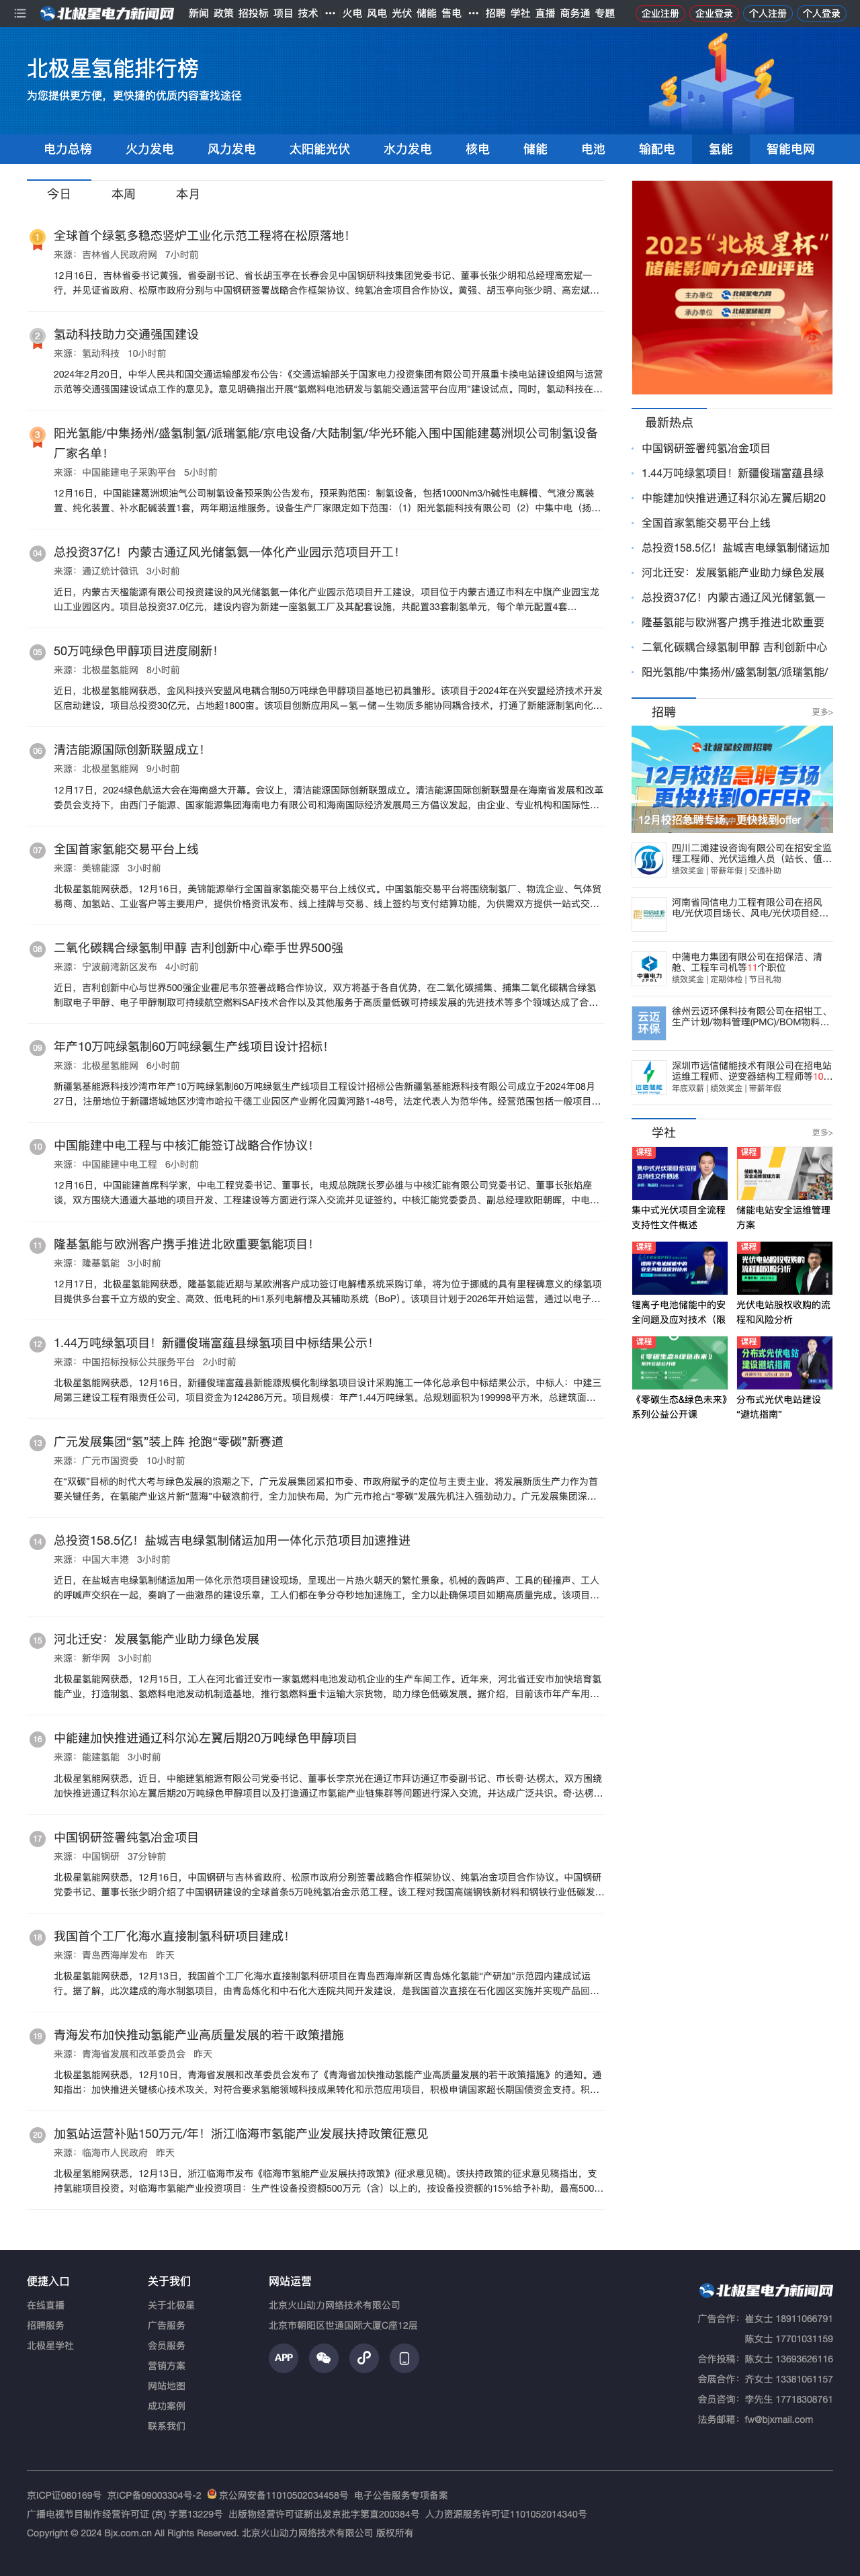 北极星电力新闻网 新闻 政策 招投标 项目 技术 ··· 火电 风电 光伏 储能 售电 ··· 招聘 学社 直播 商务通 专题 企业注册 企业登录 个人注册 个人登录
北极星氢能排行榜
为您提供更方便，更快捷的优质内容查找途径
电力总榜 火力发电 风力发电 太阳能光伏 水力发电 核电 储能 电池 输配电 氢能 智能电网
今日 本周 本月
1 全球首个绿氢多稳态竖炉工业化示范工程将在松原落地！
来源：吉林省人民政府网 7小时前
12月16日，吉林省委书记黄强，省委副书记、省长胡玉亭在长春会见中国钢研科技集团党委书记、董事长张少明和总经理高宏斌一
行，并见证省政府、松原市政府分别与中国钢研签署战略合作框架协议、纯氢冶金项目合作协议。黄强、胡玉亭向张少明、高宏斌...
2 氢动科技助力交通强国建设
来源：氢动科技 10小时前
2024年2月20日，中华人民共和国交通运输部发布公告：《交通运输部关于国家电力投资集团有限公司开展重卡换电站建设组网与运营
示范等交通强国建设试点工作的意见》。意见明确指出开展“氢燃料电池研发与氢能交通运营平台应用”建设试点。同时，氢动科技在...
3 阳光氢能/中集扬州/盛氢制氢/派瑞氢能/京电设备/大陆制氢/华光环能入围中国能建葛洲坝公司制氢设备
厂家名单！
来源：中国能建电子采购平台 5小时前
12月16日，中国能建葛洲坝油气公司制氢设备预采购公告发布，预采购范围：制氢设备，包括1000Nm3/h碱性电解槽、气液分离装
置、纯化装置、补水配碱装置1套，两年期运维服务。设备生产厂家限定如下范围：（1）阳光氢能科技有限公司（2）中集中电（扬...
04 总投资37亿！内蒙古通辽风光储氢氨一体化产业园示范项目开工！
来源：通辽统计微讯 3小时前
近日，内蒙古天楹能源有限公司投资建设的风光储氢氨一体化产业园示范项目开工建设，项目位于内蒙古通辽市科左中旗产业园宝龙
山工业园区内。项目总投资37.0亿元，建设内容为新建一座氢氨工厂及其配套设施，共配置33套制氢单元，每个单元配置4套...
05 50万吨绿色甲醇项目进度刷新！
来源：北极星氢能网 8小时前
近日，北极星氢能网获悉，金风科技兴安盟风电耦合制50万吨绿色甲醇项目基地已初具雏形。该项目于2024年在兴安盟经济技术开发
区启动建设，项目总投资30亿元，占地超1800亩。该项目创新应用风－氢－储－生物质多能协同耦合技术，打通了新能源制氢向化...
06 清洁能源国际创新联盟成立！
来源：北极星氢能网 9小时前
12月17日，2024绿色航运大会在海南盛大开幕。会议上，清洁能源国际创新联盟成立。清洁能源国际创新联盟是在海南省发展和改革
委员会支持下，由西门子能源、国家能源集团海南电力有限公司和海南国际经济发展局三方倡议发起，由企业、专业机构和国际性...
07 全国首家氢能交易平台上线
来源：美锦能源 3小时前
北极星氢能网获悉，12月16日，美锦能源举行全国首家氢能交易平台上线仪式。中国氢能交易平台将围绕制氢厂、物流企业、气体贸
易商、加氢站、工业客户等主要用户，提供价格资讯发布、线上挂牌与交易、线上签约与支付结算功能，为供需双方提供一站式交...
08 二氧化碳耦合绿氢制甲醇 吉利创新中心牵手世界500强
来源：宁波前湾新区发布 4小时前
近日，吉利创新中心与世界500强企业霍尼韦尔签署战略合作协议，双方将基于各自优势，在二氧化碳捕集、捕集二氧化碳耦合绿氢
制取电子甲醇、电子甲醇制取可持续航空燃料SAF技术合作以及其他服务于高质量低碳可持续发展的先进技术等多个领域达成了合...
09 年产10万吨绿氢制60万吨绿氨生产线项目设计招标！
来源：北极星氢能网 6小时前
新疆氢基能源科技沙湾市年产10万吨绿氢制60万吨绿氨生产线项目工程设计招标公告新疆氢基能源科技有限公司成立于2024年08月
27日，注册地位于新疆塔城地区沙湾市哈拉干德工业园区产业孵化园黄河路1-48号，法定代表人为范华伟。经营范围包括一般项目...
10 中国能建中电工程与中核汇能签订战略合作协议！
来源：中国能建中电工程 6小时前
12月16日，中国能建首席科学家，中电工程党委书记、董事长，电规总院院长罗必雄与中核汇能有限公司党委书记、董事长张焰座
谈，双方围绕大通道大基地的项目开发、工程建设等方面进行深入交流并见证签约。中核汇能党委委员、副总经理欧阳朝晖，中电...
11 隆基氢能与欧洲客户携手推进北欧重要氢能项目！
来源：隆基氢能 3小时前
12月17日，北极星氢能网获悉，隆基氢能近期与某欧洲客户成功签订电解槽系统采购订单，将为位于挪威的具有里程碑意义的绿氢项
目提供多台套千立方级的安全、高效、低电耗的Hi1系列电解槽及其辅助系统（BoP）。该项目计划于2026年开始运营，通过以电子...
12 1.44万吨绿氢项目！新疆俊瑞富蕴县绿氢项目中标结果公示！
来源：中国招标投标公共服务平台 2小时前
北极星氢能网获悉，12月16日，新疆俊瑞富蕴县新能源规模化制绿氢项目设计采购施工一体化总承包中标结果公示，中标人：中建三
局第三建设工程有限责任公司，项目资金为124286万元。项目规模：年产1.44万吨绿氢。总规划面积为199998平方米，总建筑面...
13 广元发展集团“氢”装上阵 抢跑“零碳”新赛道
来源：广元市国资委 10小时前
在“双碳”目标的时代大考与绿色发展的浪潮之下，广元发展集团紧扣市委、市政府赋予的定位与主责主业，将发展新质生产力作为首
要关键任务，在氢能产业这片新“蓝海”中破浪前行，全力加快布局，为广元市抢占“零碳”发展先机注入强劲动力。广元发展集团深...
14 总投资158.5亿！盐城吉电绿氢制储运加用一体化示范项目加速推进
来源：中国大丰港 3小时前
近日，在盐城吉电绿氢制储运加用一体化示范项目建设现场，呈现出一片热火朝天的繁忙景象。机械的轰鸣声、工具的碰撞声、工人
的呼喊声交织在一起，奏响了一曲激昂的建设乐章，工人们都在争分夺秒地加速施工，全力以赴确保项目如期高质量完成。该项目...
15 河北迁安：发展氢能产业助力绿色发展
来源：新华网 3小时前
北极星氢能网获悉，12月15日，工人在河北省迁安市一家氢燃料电池发动机企业的生产车间工作。近年来，河北省迁安市加快培育氢
能产业，打造制氢、氢燃料电池发动机制造基地，推行氢燃料重卡运输大宗货物，助力绿色低碳发展。据介绍，目前该市年产车用...
16 中能建加快推进通辽科尔沁左翼后期20万吨绿色甲醇项目
来源：能建氢能 3小时前
北极星氢能网获悉，近日，中能建氢能源有限公司党委书记、董事长李京光在通辽市拜访通辽市委副书记、市长奇·达楞太，双方围绕
加快推进通辽科尔沁左翼后期20万吨绿色甲醇项目以及打造通辽市氢能产业链集群等问题进行深入交流，并达成广泛共识。奇·达楞...
17 中国钢研签署纯氢冶金项目
来源：中国钢研 37分钟前
北极星氢能网获悉，12月16日，中国钢研与吉林省政府、松原市政府分别签署战略合作框架协议、纯氢冶金项目合作协议。中国钢研
党委书记、董事长张少明介绍了中国钢研建设的全球首条5万吨纯氢冶金示范工程。该工程对我国高端钢铁新材料和钢铁行业低碳发...
18 我国首个工厂化海水直接制氢科研项目建成！
来源：青岛西海岸发布 昨天
北极星氢能网获悉，12月13日，我国首个工厂化海水直接制氢科研项目在青岛西海岸新区青岛炼化氢能“产研加”示范园内建成试运
行。据了解，此次建成的海水制氢项目，由青岛炼化和中石化大连院共同开发建设，是我国首次直接在石化园区实施并实现产品回...
19 青海发布加快推动氢能产业高质量发展的若干政策措施
来源：青海省发展和改革委员会 昨天
北极星氢能网获悉，12月10日，青海省发展和改革委员会发布了《青海省加快推动氢能产业高质量发展的若干政策措施》的通知。通
知指出：加快推进关键核心技术攻关，对符合要求氢能领域科技成果转化和示范应用项目，积极申请国家超长期国债资金支持。积...
20 加氢站运营补贴150万元/年！浙江临海市氢能产业发展扶持政策征意见
来源：临海市人民政府 昨天
北极星氢能网获悉，12月13日，浙江临海市发布《临海市氢能产业发展扶持政策》(征求意见稿)。该扶持政策的征求意见稿指出，支
持氢能项目投资。对临海市氢能产业投资项目：生产性设备投资额500万元（含）以上的，按设备投资额的15%给予补助，最高500...
2025“北极星杯”
储能影响力企业评选
主办单位 北极星电力网
承办单位 北极星储能网
最新热点
中国钢研签署纯氢冶金项目
1.44万吨绿氢项目！新疆俊瑞富蕴县绿
中能建加快推进通辽科尔沁左翼后期20
全国首家氢能交易平台上线
总投资158.5亿！盐城吉电绿氢制储运加
河北迁安：发展氢能产业助力绿色发展
总投资37亿！内蒙古通辽风光储氢氨一
隆基氢能与欧洲客户携手推进北欧重要
二氧化碳耦合绿氢制甲醇 吉利创新中心
阳光氢能/中集扬州/盛氢制氢/派瑞氢能/
招聘 更多>
北极星校园招聘
12月校招急聘专场
更快找到OFFER
12月校招急聘专场，更快找到offer
四川二滩建设咨询有限公司在招安全监
理工程师、光伏运维人员（站长、值...
绩效奖金 | 带薪年假 | 交通补助
河南省同信电力工程有限公司在招风
电/光伏项目场长、风电/光伏项目经...
中蒲电力
ZPDL
中蒲电力集团有限公司在招保洁、清
舱、工程车司机等11个职位
绩效奖金 | 定期体检 | 节日礼物
云迈
环保
徐州云迈环保科技有限公司在招钳工、
生产计划/物料管理(PMC)/BOM物料...
远信储能
深圳市远信储能技术有限公司在招电站
运维工程师、逆变器结构工程师等10...
年底双薪 | 绩效奖金 | 带薪年假
学社 更多>
课程 集中式光伏项目全流程
支持性文件概述
集中式光伏项目全流程
支持性文件概述
课程 储能电站
安全运维管理方案
储能电站安全运维管理
方案
课程
锂离子电池储能中的安
全问题及应对技术（限
课程 光伏电站股权收购的
流程和风险分析
光伏电站股权收购的流
程和风险分析
课程 《零碳生态&绿色未来》
《零碳生态&绿色未来》
系列公益公开课
课程 分布式光伏电站
建设避坑指南
分布式光伏电站建设
“避坑指南”
便捷入口
在线直播
招聘服务
北极星学社
关于我们
关于北极星
广告服务
会员服务
营销方案
网站地图
成功案例
联系我们
网站运营
北京火山动力网络技术有限公司
北京市朝阳区世通国际大厦C座12层
APP
北极星电力新闻网
广告合作：崔女士 18911066791
陈女士 17701031159
合作投稿：陈女士 13693626116
会展合作：齐女士 13381061157
会员咨询：李先生 17718308761
法务邮箱：fw@bjxmail.com
京ICP证080169号 京ICP备09003304号-2 京公网安备11010502034458号 电子公告服务专项备案
广播电视节目制作经营许可证 (京) 字第13229号 出版物经营许可证新出发京批字第直200384号 人力资源服务许可证1101052014340号
Copyright © 2024 Bjx.com.cn All Rights Reserved. 北京火山动力网络技术有限公司 版权所有